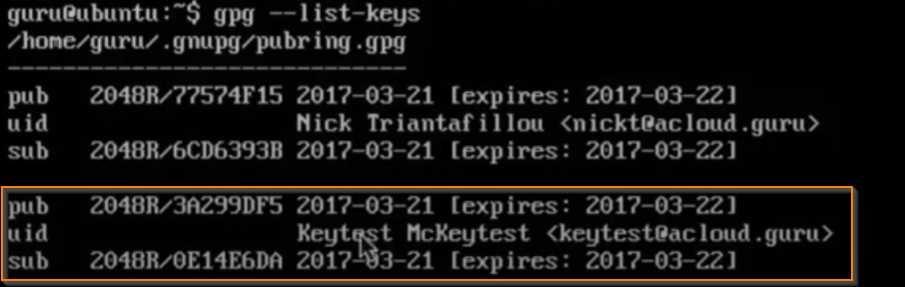 guru@ubuntu:~$ gpg --list-keys
/home/guru/.gnupg/pubring.gpg
-----------------------------
pub   2048R/77574F15 2017-03-21 [expires: 2017-03-22]
uid                  Nick Triantafillou <nickt@acloud.guru>
sub   2048R/6CD6393B 2017-03-21 [expires: 2017-03-22]
pub   2048R/3A299DF5 2017-03-21 [expires: 2017-03-22]
uid                  Keytest McKeytest <keytest@acloud.guru>
sub   2048R/0E14E6DA 2017-03-21 [expires: 2017-03-22]